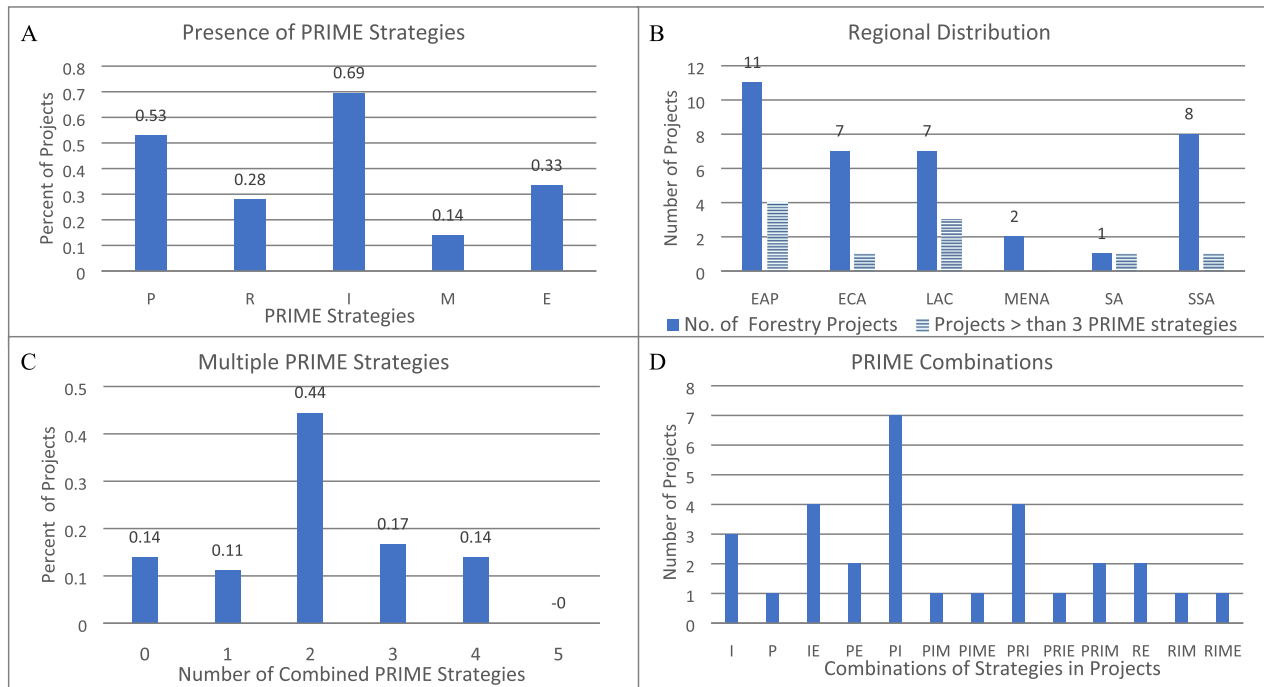 A
Presence of PRIME Strategies
Percent of Projects
0.8
0.7
0.6
0.5
0.4
0.3
0.2
0.1
0
0.53
0.28
0.69
0.14
0.33
P R I M E
PRIME Strategies
B
Regional Distribution
Number of Projects
12
10
8
6
4
2
0
11
7
7
2
1
8
EAP ECA LAC MENA SA SSA
No. of Forestry Projects Projects > than 3 PRIME strategies
C
Multiple PRIME Strategies
Percent of Projects
0.5
0.4
0.3
0.2
0.1
0
0.14
0.11
0.44
0.17
0.14
-0
0 1 2 3 4 5
Number of Combined PRIME Strategies
D
PRIME Combinations
Number of Projects
8
7
6
5
4
3
2
1
0
I P IE PE PI PIM PIME PRI PRIE PRIM RE RIM RIME
Combinations of Strategies in Projects